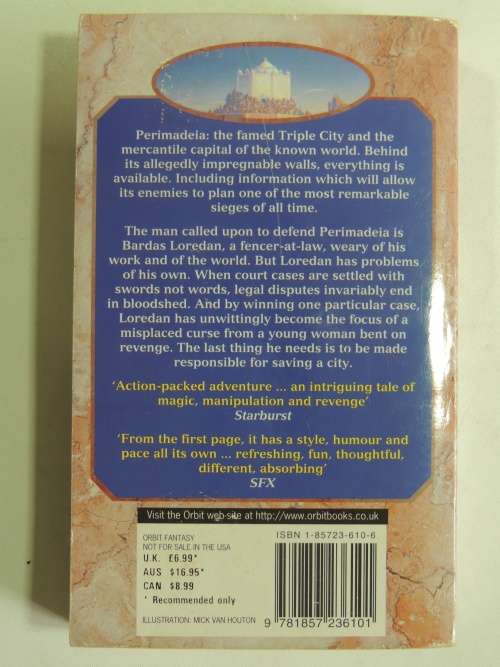 Perimadeia: the famed Triple City and the
mercantile capital of the known world. Behind
its allegedly impregnable walls, everything is
available. Including information which will allow
its enemies to plan one of the most remarkable
sieges of all time.
The man called upon to defend Perimadeia is
Bardas Loredan, a fencer-at-law, weary of his
work and of the world. But Loredan has problems
of his own. When court cases are settled with
swords not words, legal disputes invariably end
in bloodshed. And by winning one particular case,
Loredan has unwittingly become the focus of a
misplaced curse from a young woman bent on
revenge. The last thing he needs is to be made
responsible for saving a city.
‘Action-packed adventure ... an intriguing tale of
magic, manipulation and revenge’
Starburst
‘From the first page, it has a style, humour and
pace all its own ... refreshing, fun, thoughtful,
different, absorbing’
SFX
Visit the Orbit web-site at http://www.orbitbooks.co.uk
ORBIT FANTASY
NOT FOR SALE IN THE USA
U.K. £6.99*
AUS $16.95*
CAN $8.99
* Recommended only
ILLUSTRATION: MICK VAN HOUTON
ISBN 1-85723-610-6
9 781857 236101